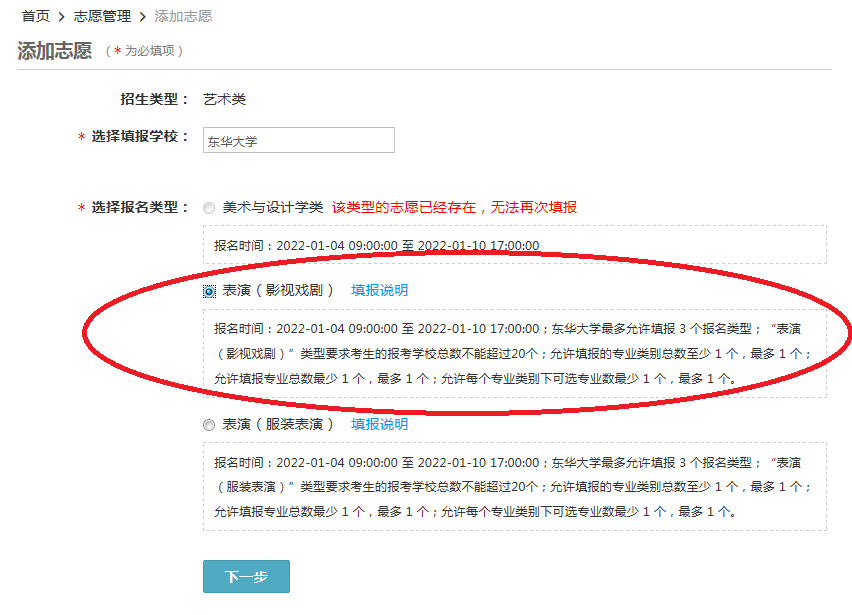 首页 > 志愿管理 > 添加志愿
添加志愿 （ * 为必填项 ）
招生类型： 艺术类
* 选择填报学校： 东华大学
* 选择报名类型： 美术与设计学类 该类型的志愿已经存在，无法再次填报
报名时间：2022-01-04 09:00:00 至 2022-01-10 17:00:00
表演（影视戏剧） 填报说明
报名时间：2022-01-04 09:00:00 至 2022-01-10 17:00:00；东华大学最多允许填报 3 个报名类型；“表演
（影视戏剧）”类型要求考生的报考学校总数不能超过20个；允许填报的专业类别总数至少 1 个，最多 1 个；
允许填报专业总数最少 1 个，最多 1 个；允许每个专业类别下可选专业数最少 1 个，最多 1 个。
表演（服装表演） 填报说明
报名时间：2022-01-04 09:00:00 至 2022-01-10 17:00:00；东华大学最多允许填报 3 个报名类型；“表演
（服装表演）”类型要求考生的报考学校总数不能超过20个；允许填报的专业类别总数至少 1 个，最多 1 个；
允许填报专业总数最少 1 个，最多 1 个；允许每个专业类别下可选专业数最少 1 个，最多 1 个。
下一步